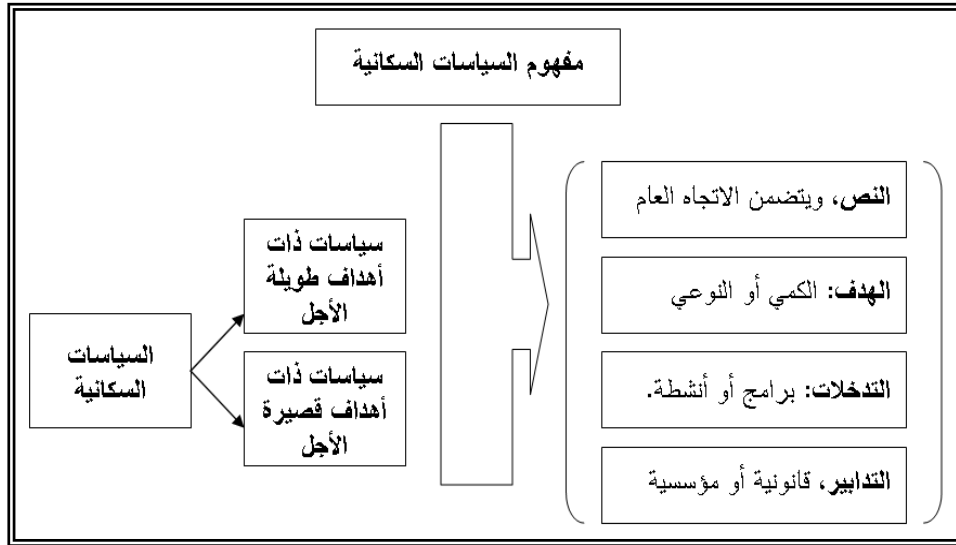 مفهوم السياسات السكانية
النص، ويتضمن الاتجاه العام
الهدف: الكمي أو النوعي
التدخلات: برامج أو أنشطة.
التدابير، قانونية أو مؤسسية
السياسات
السكانية
سياسات ذات
أهداف طويلة
الأجل
سياسات ذات
أهداف قصيرة
الأجل